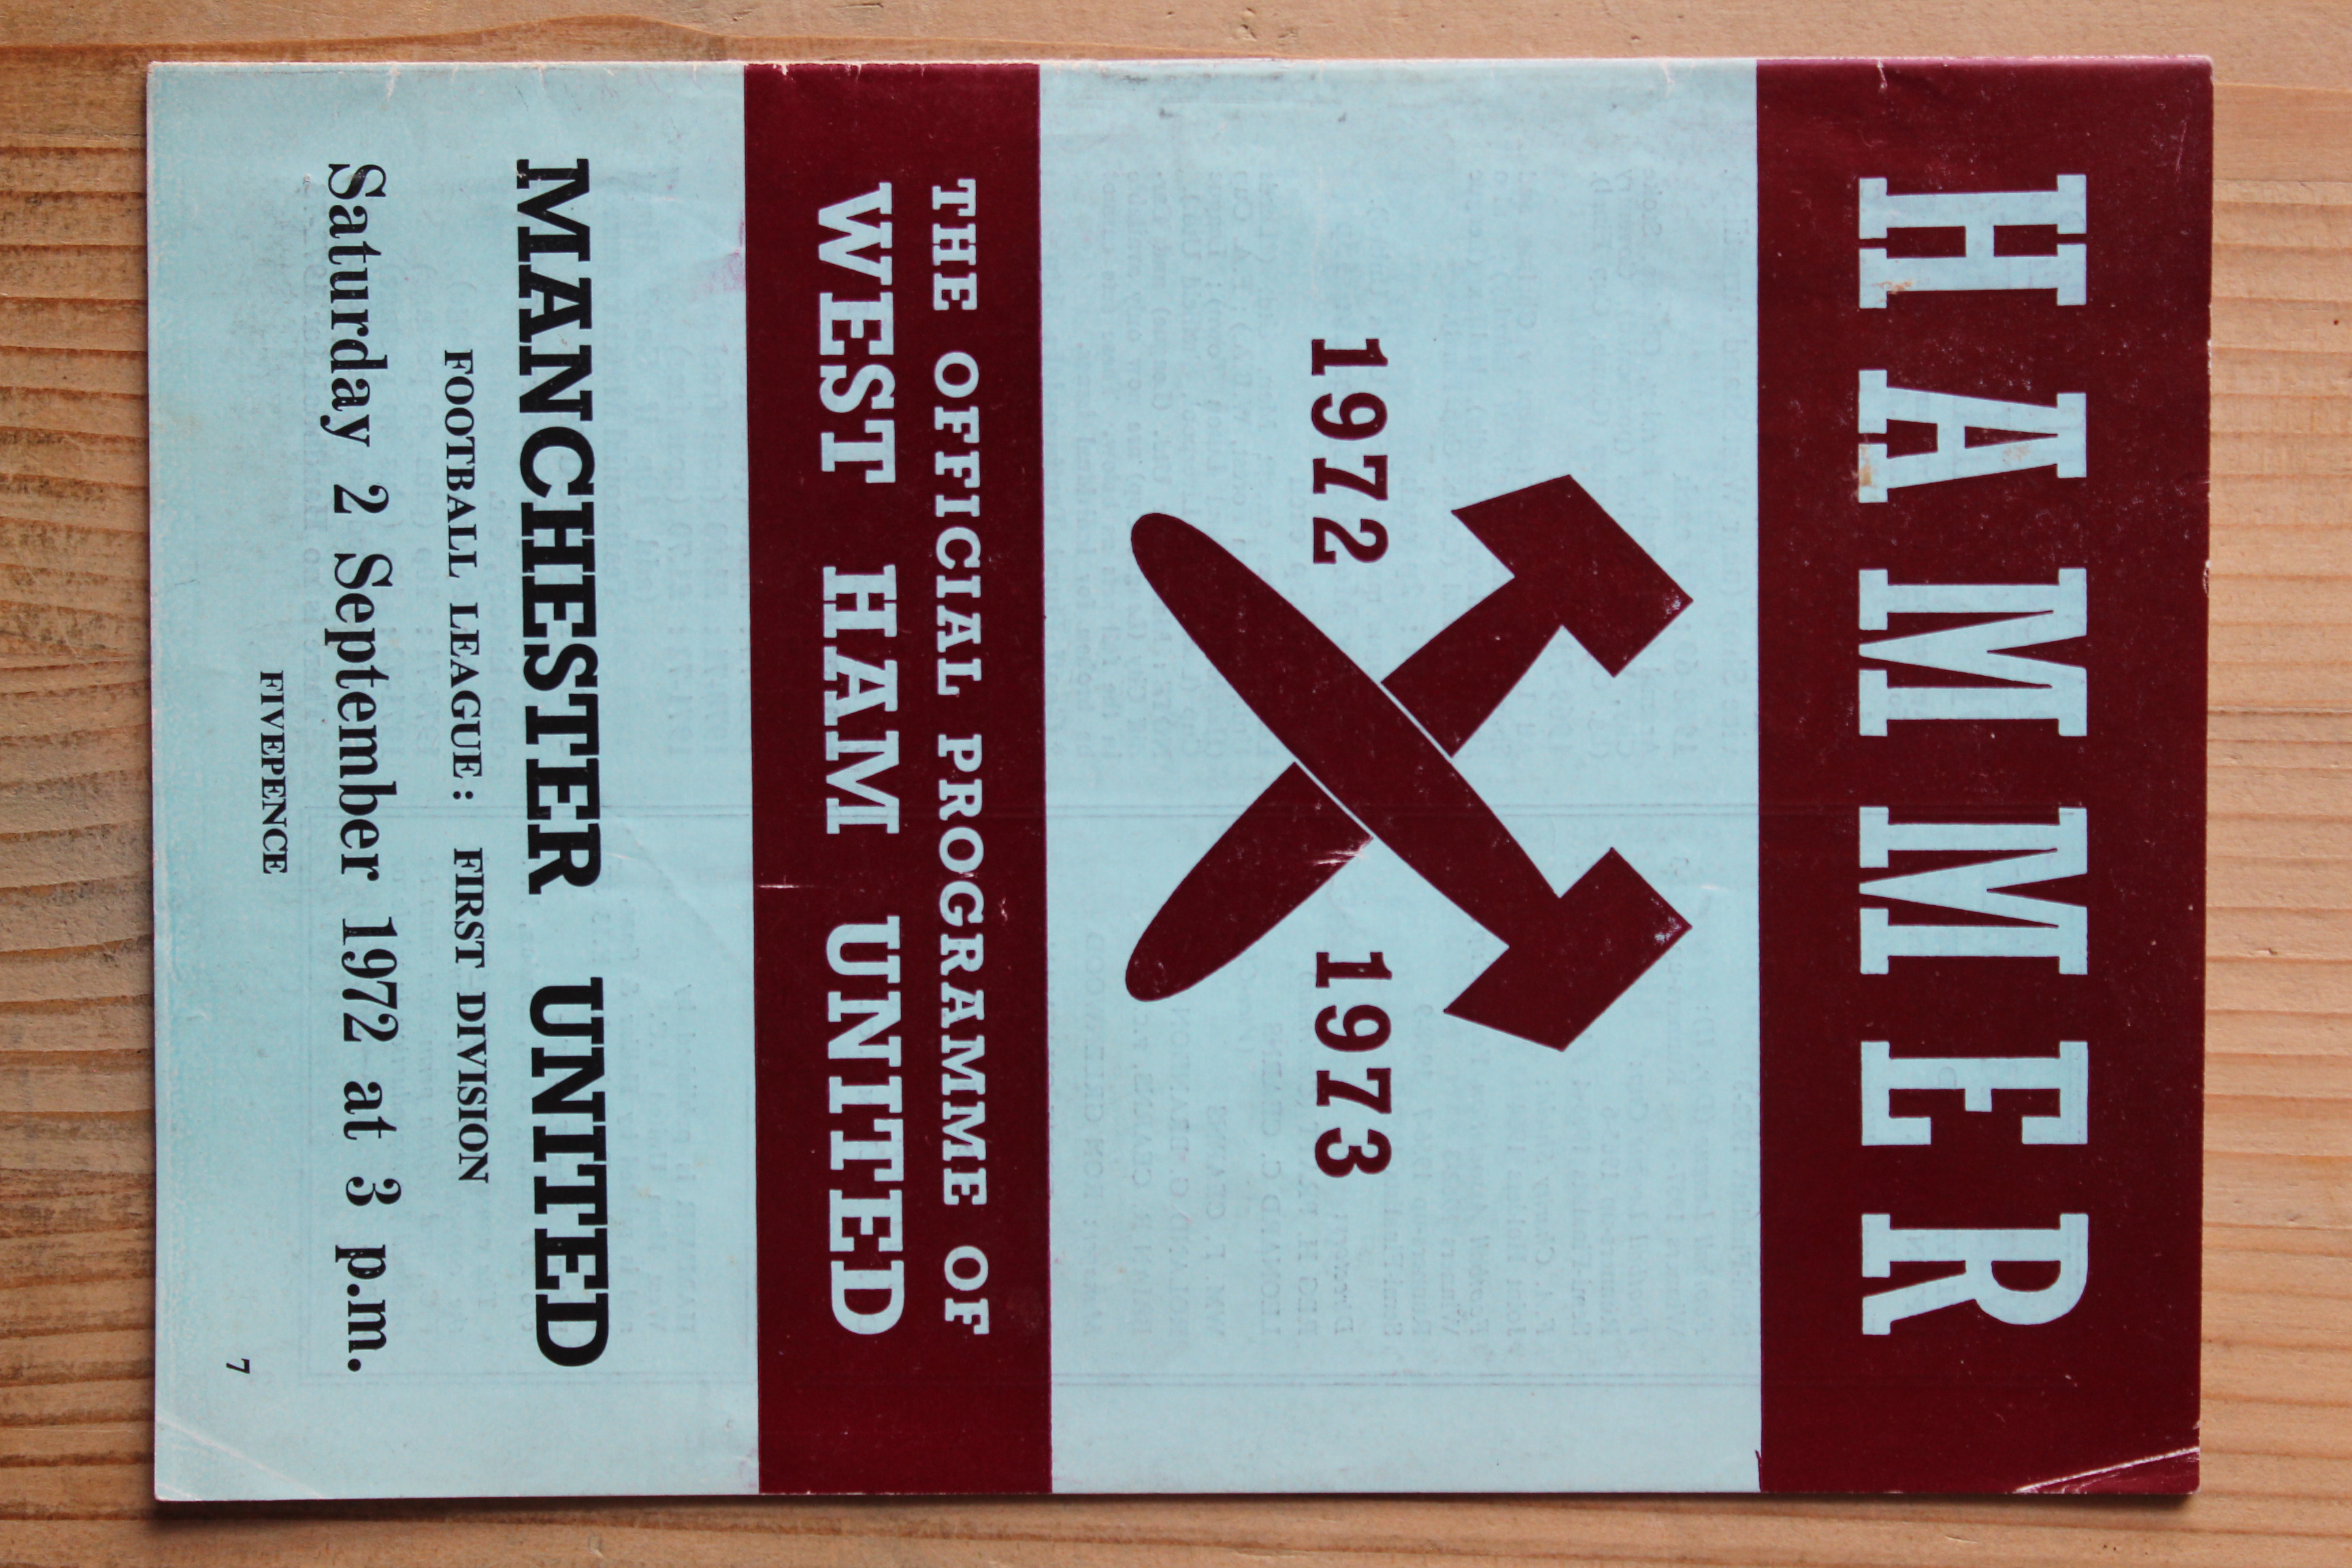 HAMMER
1972 1973
THE OFFICIAL PROGRAMME OF
WEST HAM UNITED
MANCHESTER UNITED
FOOTBALL LEAGUE : FIRST DIVISION
Saturday 2 September 1972 at 3 p.m.
FIVEPENCE
7